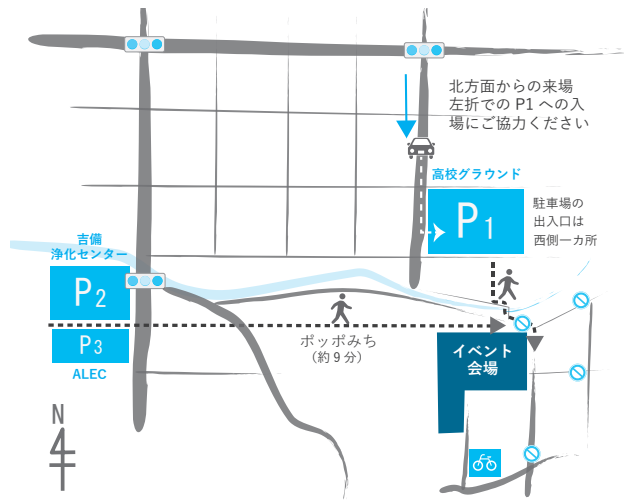 北方面からの来場
左折での P1 への入
場にご協力ください
高校グラウンド
P1
駐車場の
出入口は
西側一カ所
吉備
浄化センター
P2
P3
ALEC
ポッポみち
(約9分)
イベント
会場
N